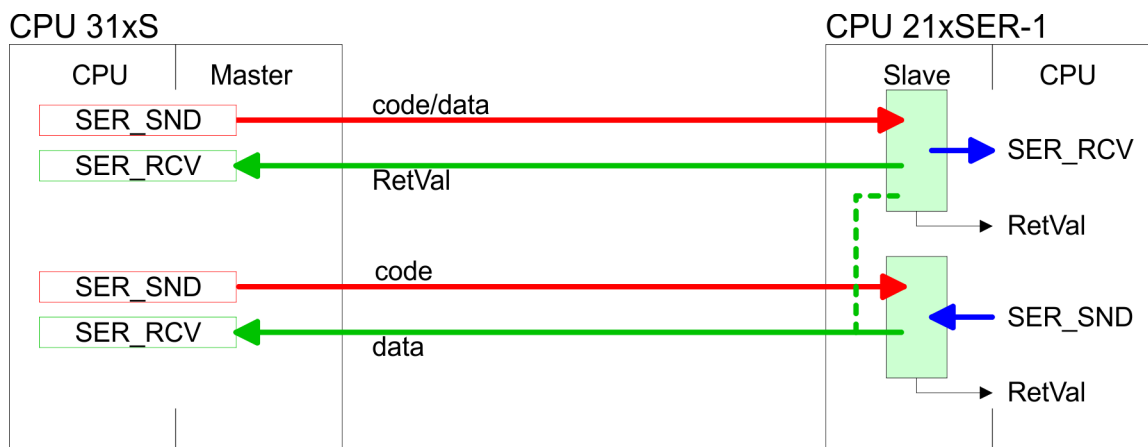 CPU 31xS
CPU 21xSER-1
CPU
Master
Slave
CPU
SER_SND
code/data
SER_RCV
SER_RCV
RetVal
RetVal
SER_SND
code
SER_RCV
data
SER_SND
RetVal